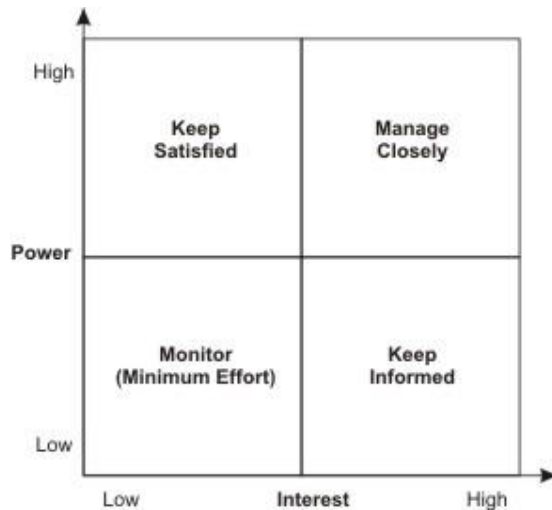 High
Keep
Satisfied
Manage
Closely
Power
Monitor
(Minimum Effort)
Keep
Informed
Low
Low
Interest
High